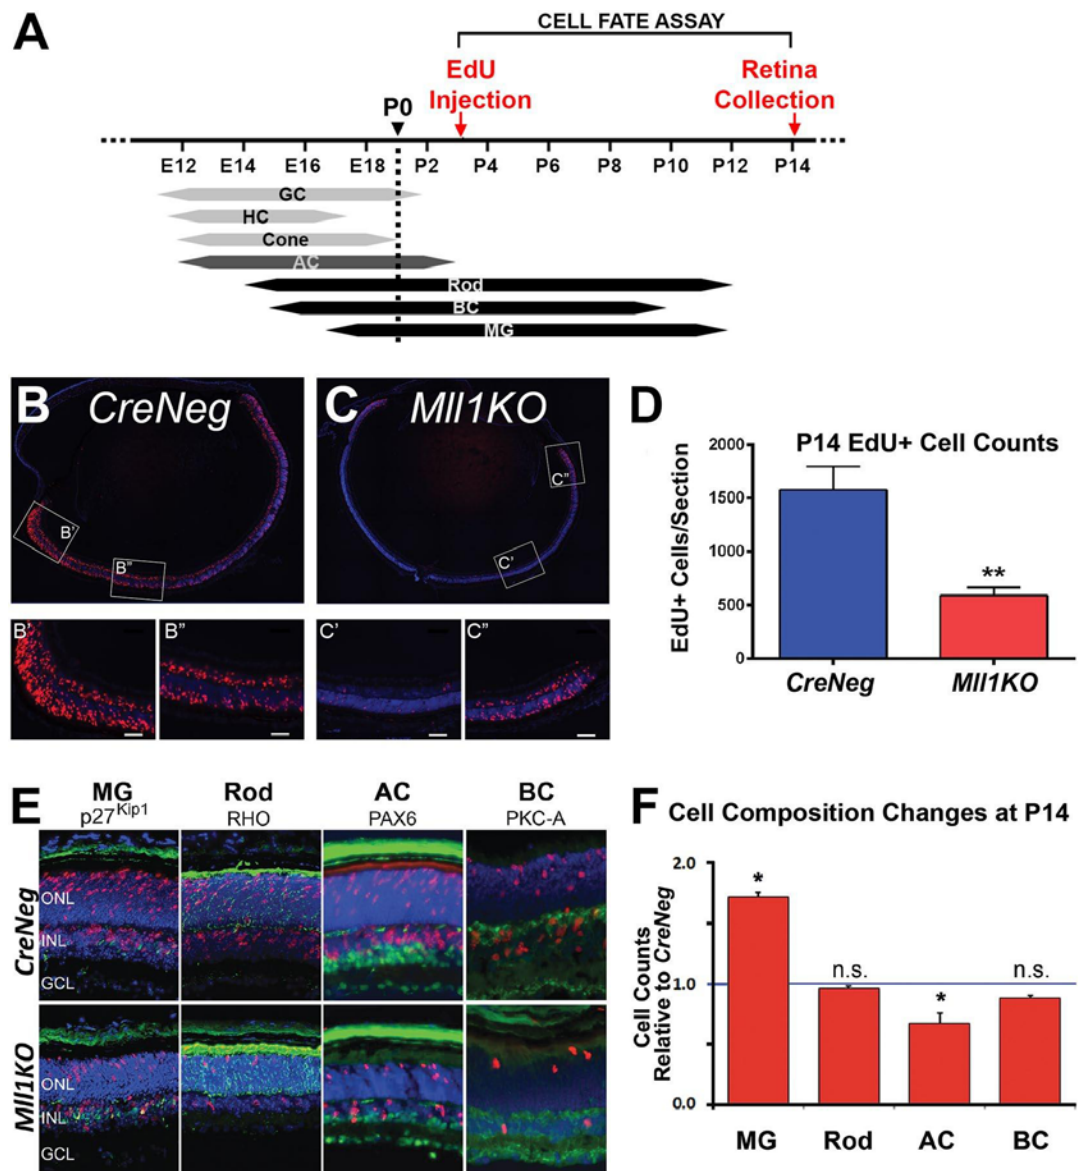 A
CELL FATE ASSAY
EdU Injection
Retina Collection
P0
E12 E14 E16 E18 P2 P4 P6 P8 P10 P12 P14
GC
HC
Cone
AC
Rod
BC
MG
B CreNeg
B'
B"
C Mll1KO
C"
C'
B'
B"
C'
C"
D
P14 EdU+ Cell Counts
EdU+ Cells/Section
2000
1500
1000
500
0
**
CreNeg Mll1KO
E
MG Rod AC BC
p27Kip1 RHO PAX6 PKC-A
CreNeg
ONL
INL
GCL
Mll1KO
ONL
INL
GCL
F Cell Composition Changes at P14
Cell Counts
Relative to CreNeg
2.0
1.0
0.0
* n.s. * n.s.
MG Rod AC BC